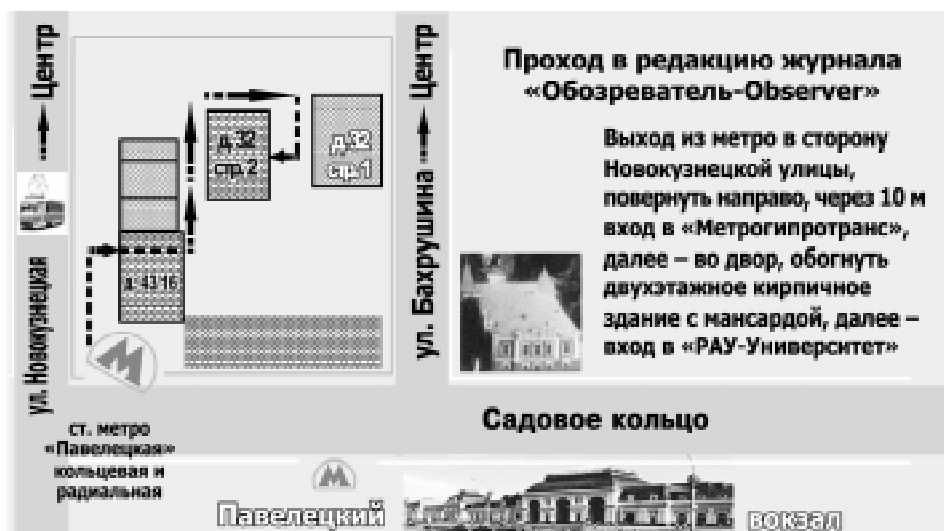 Центр
ул. Новокузнецкая
д. 43 16
д.32
стр.2
д.32
стр.1
Центр
ул. Бахрушина
Проход в редакцию журнала
«Обозреватель-Observer»
Выход из метро в сторону
Новокузнецкой улицы,
повернуть направо, через 10 м
вход в «Метрогипротранс»,
далее – во двор, обогнуть
двухэтажное кирпичное
здание с мансардой, далее –
вход в «РАУ-Университет»
М
Садовое кольцо
ст. метро
«Павелецкая»
кольцевая и
радиальная
М
Павелецкий вокзал